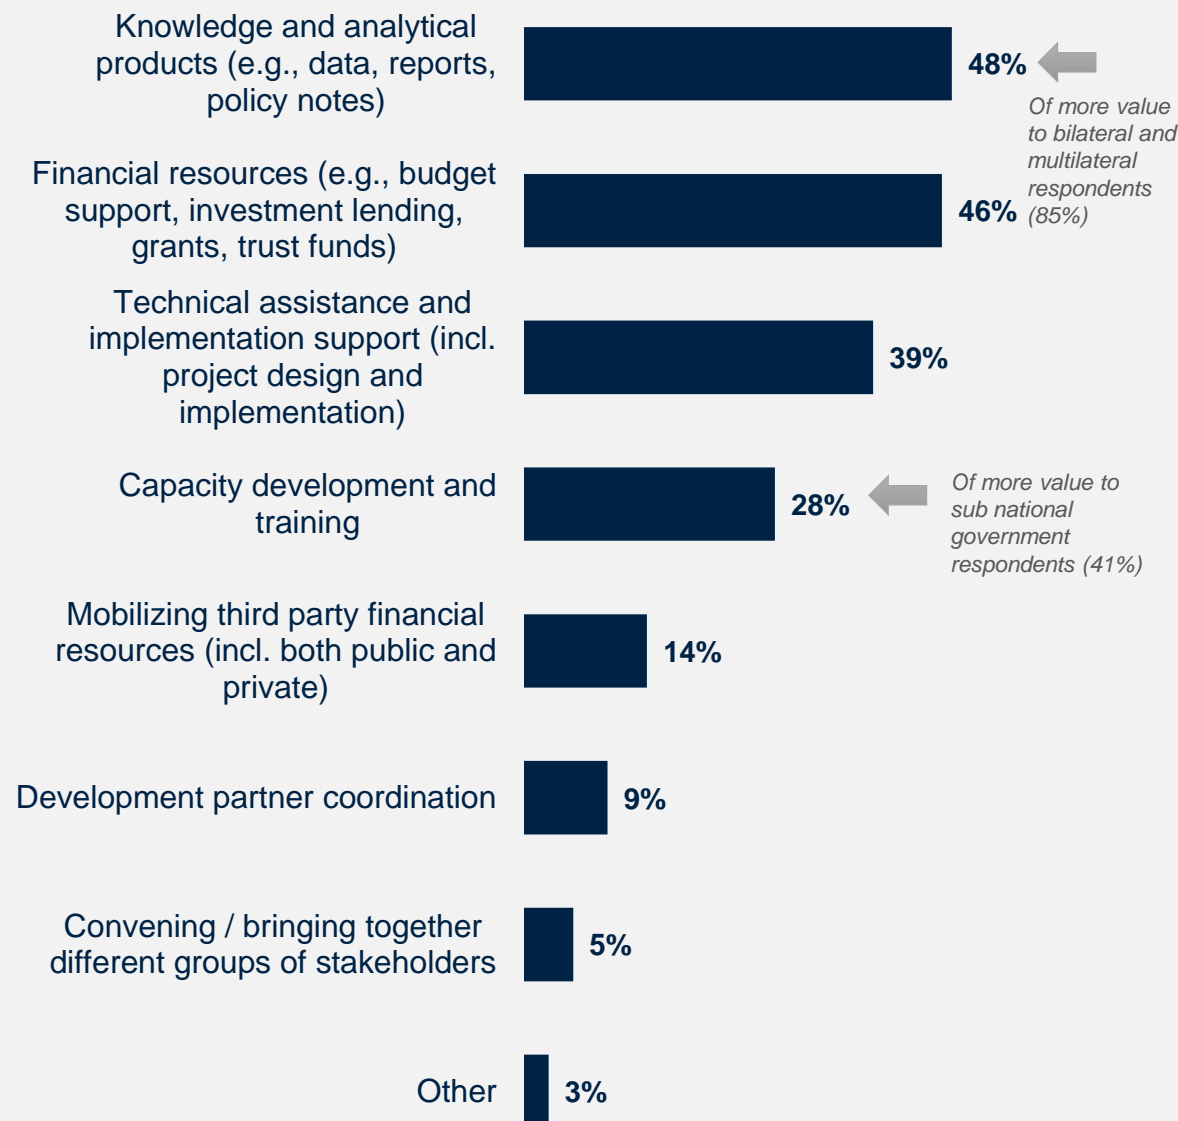 Knowledge and analytical
products (e.g., data, reports,
policy notes)
48%
Of more value
to bilateral and
multilateral
respondents
(85%)
Financial resources (e.g., budget
support, investment lending,
grants, trust funds)
46%
Technical assistance and
implementation support (incl.
project design and
implementation)
39%
Capacity development and
training
28%
Of more value to
sub national
government
respondents (41%)
Mobilizing third party financial
resources (incl. both public and
private)
14%
Development partner coordination
9%
Convening / bringing together
different groups of stakeholders
5%
Other
3%